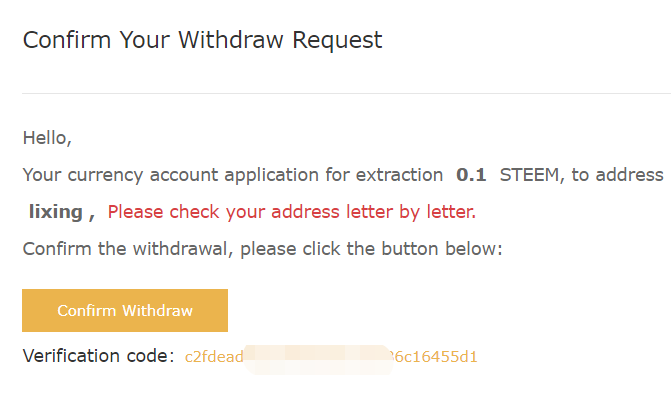 Confirm Your Withdraw Request
Hello,
Your currency account application for extraction 0.1 STEEM, to address
lixing , Please check your address letter by letter.
Confirm the withdrawal, please click the button below:
Confirm Withdraw
Verification code: c2fdead 6c16455d1